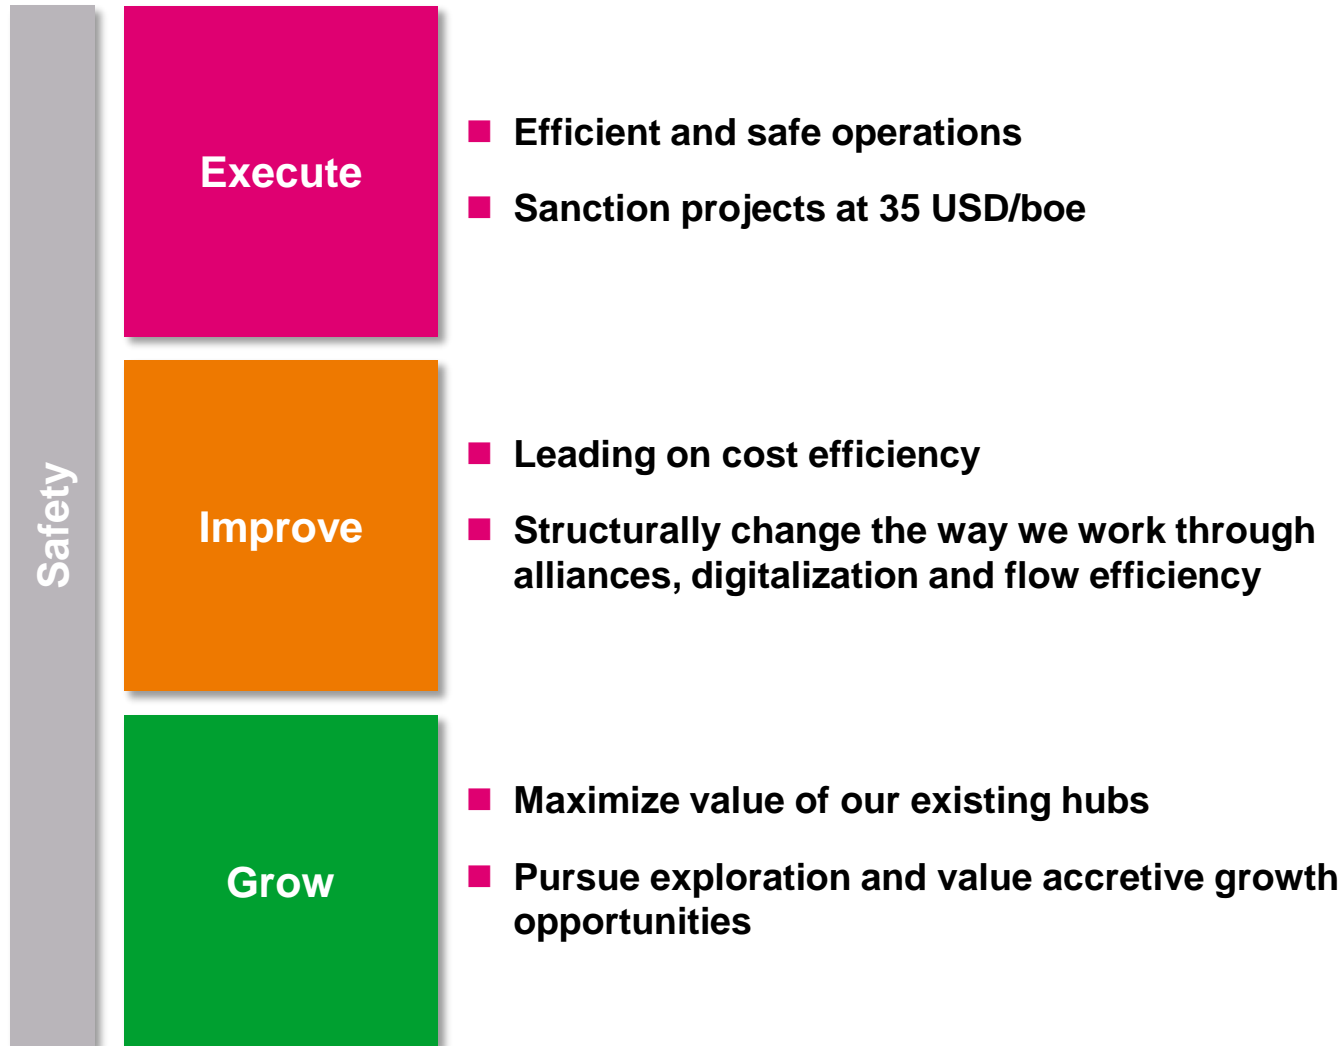 Safety
Execute
Efficient and safe operations
Sanction projects at 35 USD/boe
Improve
Leading on cost efficiency
Structurally change the way we work through
alliances, digitalization and flow efficiency
Grow
Maximize value of our existing hubs
Pursue exploration and value accretive growth
opportunities